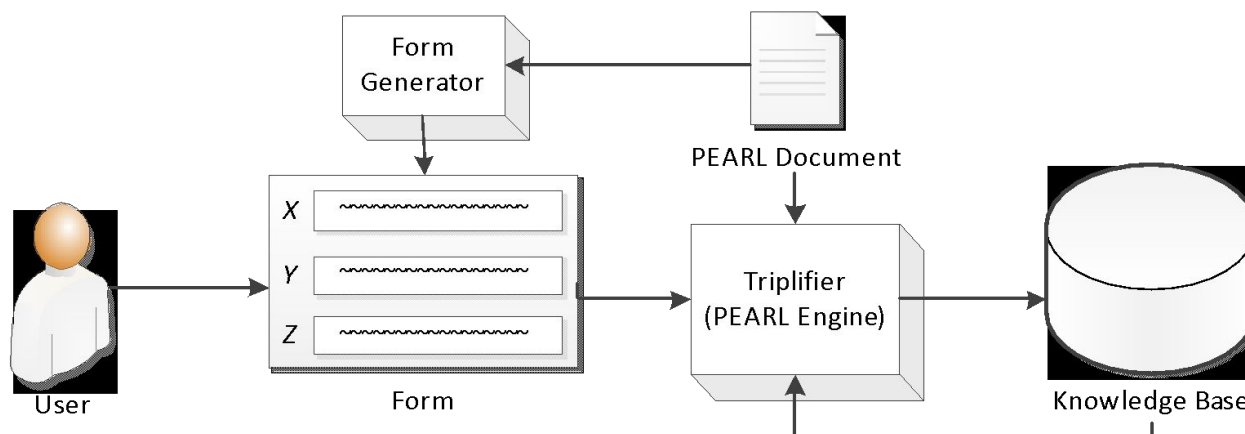 Form
Generator
PEARL Document
X
Y
Z
Triplifier
(PEARL Engine)
User
Form
Knowledge Base